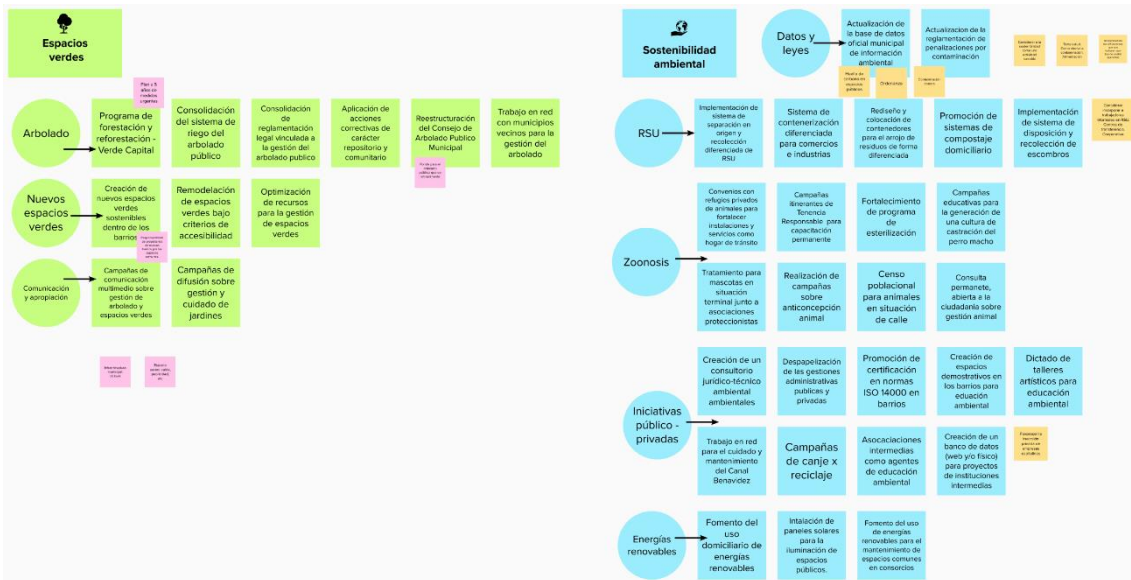 Espacios
verdes
Plan a 5
años en
medidas
urgentes
Arbolado
Programa de
forestación y
reforestación -
Verde Capital
Consolidación
del sistema de
riego del
arbolado
público
Consolidación
de
reglamentación
legal vinculada a
la gestión del
arbolado publico
Aplicación de
acciones
correctivas de
carácter
repositorio y
comunitario
Reestructuración
del Consejo de
Arbolado Publico
Municipal
Trabajo en red
con municipios
vecinos para la
gestión del
arbolado
Nuevos
espacios
verdes
Creación de
nuevos espacios
verdes
sostenibles
dentro de los
barrios
Remodelación
de espacios
verdes bajo
criterios de
accesibilidad
Optimización
de recursos
para la gestión
de espacios
verdes
Comunicación
y apropiación
Campañas de
comunicación
multimedio sobre
gestión de
arbolado y
espacios verdes
Campañas de
difusión sobre
gestión y
cuidado de
jardines
Sostenibilidad
ambiental
Datos y
leyes
Actualización de
la base de datos
oficial municipal
de información
ambiental
Actualizacion de la
reglamentación de
penalizaciones por
contaminación
RSU
Implementación de
sistema de
separación en
origen y
recolección
diferenciada de
RSU
Sistema de
contenerización
diferenciada
para comercios
e industrias
Rediseño y
colocación de
contenedores
para el arrojo de
residuos de forma
diferenciada
Promoción de
sistemas de
compostaje
domiciliario
Implementación
de sistema de
disposición y
recolección de
escombros
Zoonosis
Convenios con
refugios privados
de animales para
fortalecer
instalaciones y
servicios como
hogar de tránsito
Campañas
itinerantes de
Tenencia
Responsable para
capacitación
permanente
Fortalecimiento
de programa de
esterilización
Campañas
educativas para
la generación de
una cultura de
castración del
perro macho
Tratamiento para
mascotas en
situación
terminal junto a
asociaciones
proteccionistas
Realización de
campañas
sobre
anticoncepción
animal
Censo
poblacional
para animales
en situación
de calle
Consulta
permanete,
abierta a la
ciudadanía sobre
gestión animal
Iniciativas
público -
privadas
Creación de un
consultorio
jurídico-técnico
ambiental
ambientales
Despapelización
de las gestiones
administrativas
publicas y
privadas
Promoción de
certificación
en normas
ISO 14000 en
barrios
Creación de
espacios
demostrativos en
los barrios para
eduación
ambiental
Dictado de
talleres
artísticos para
educación
ambiental
Trabajo en red
para el cuidado y
mantenimiento
del Canal
Benavidez
Campañas
de canje x
reciclaje
Asocaciaciones
intermedias
como agentes
de educación
ambiental
Creación de un
banco de datos
(web y/o físico)
para proyectos
de instituciones
intermedias
Energías
renovables
Fomento del
uso
domiciliario de
energías
renovables
Intalación de
paneles solares
para la
iluminación de
espacios
públicos.
Fomento del uso
de energías
renovables para el
mantenimiento de
espacios comunes
en consorcios